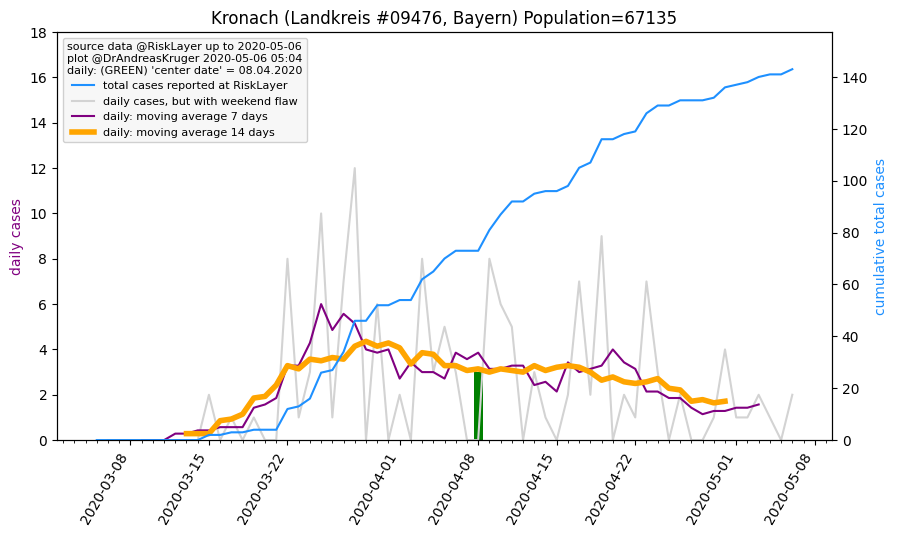 Kronach (Landkreis #09476, Bayern) Population=67135
source data @RiskLayer up to 2020-05-06
plot @DrAndreasKruger 2020-05-06 05:04
daily: (GREEN) 'center date' = 08.04.2020
total cases reported at RiskLayer
daily cases, but with weekend flaw
daily: moving average 7 days
daily: moving average 14 days
daily cases
18
16
14
12
10
8
6
4
2
0
140
120
100
80
60
40
20
0
cumulative total cases
2020-03-08
2020-03-15
2020-03-22
2020-04-01
2020-04-08
2020-04-15
2020-04-22
2020-05-01
2020-05-08